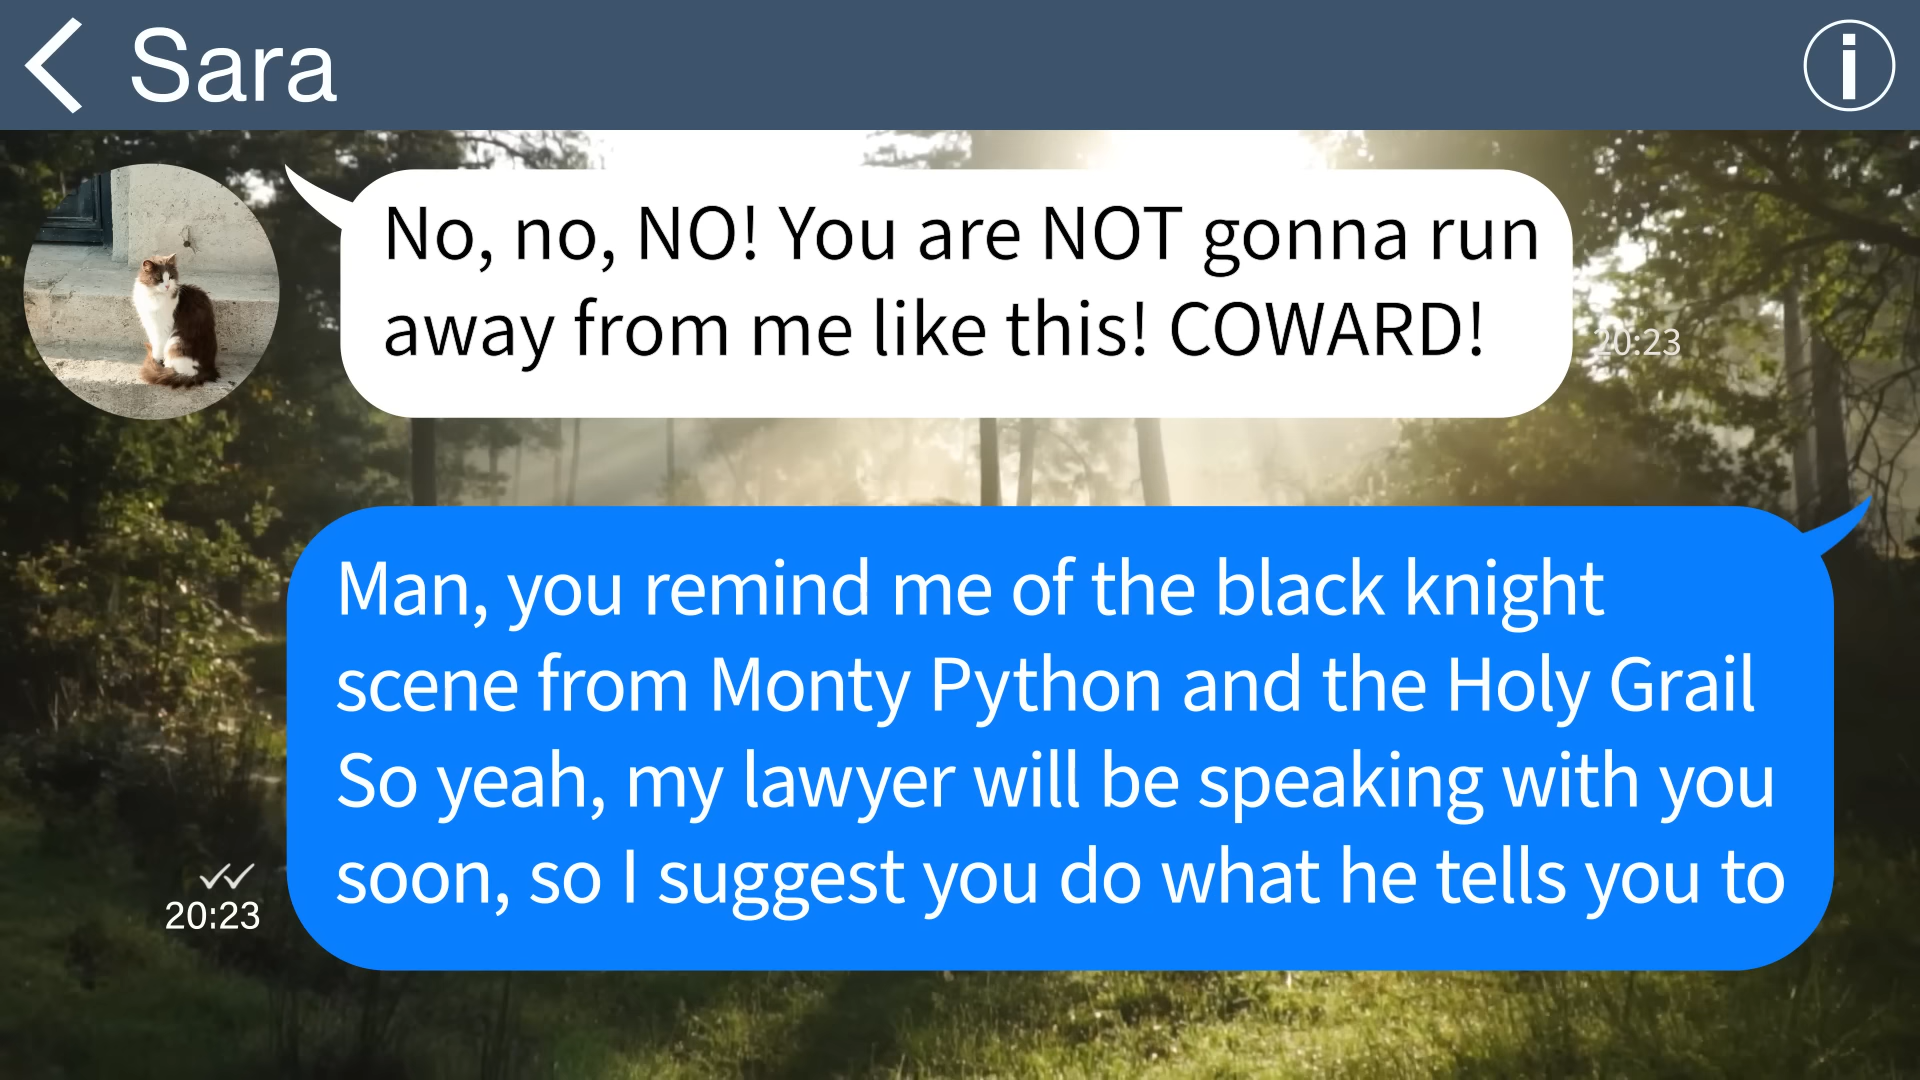 Sara
No, no, NO! You are NOT gonna run
away from me like this! COWARD!
20:23
Man, you remind me of the black knight
scene from Monty Python and the Holy Grail
So yeah, my lawyer will be speaking with you
soon, so I suggest you do what he tells you to
20:23